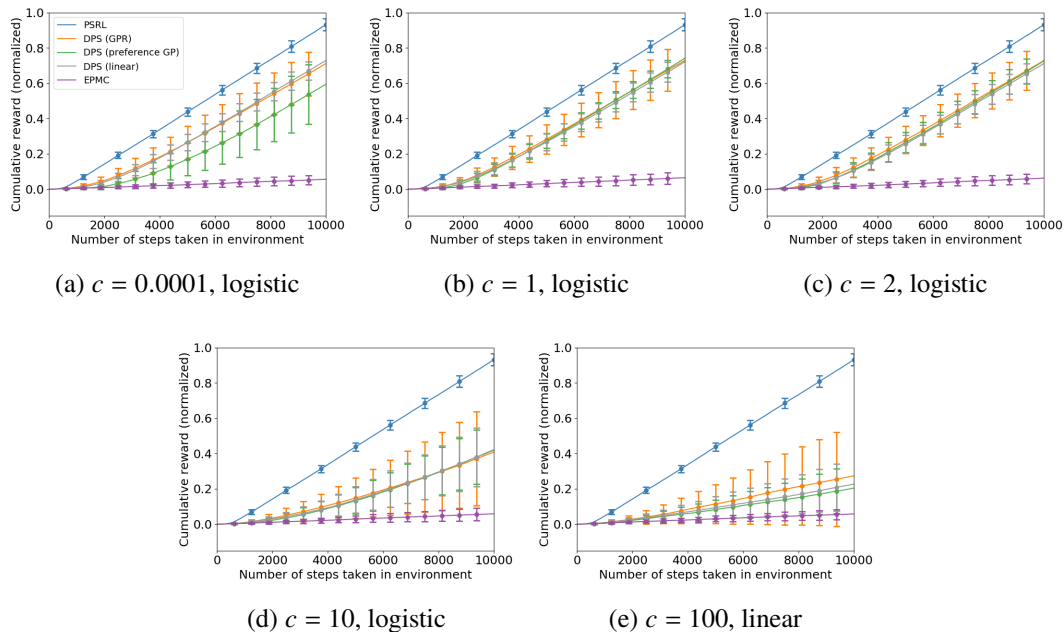 1.0
0.8
0.6
0.4
0.2
0.0
Cumulative reward (normalized)
PSRL
DPS (GPR)
DPS (preference GP)
DPS (linear)
EPMC
0 2000 4000 6000 8000 10000
Number of steps taken in environment
(a) c = 0.0001, logistic
1.0
0.8
0.6
0.4
0.2
0.0
Cumulative reward (normalized)
0 2000 4000 6000 8000 10000
Number of steps taken in environment
(b) c = 1, logistic
1.0
0.8
0.6
0.4
0.2
0.0
Cumulative reward (normalized)
0 2000 4000 6000 8000 10000
Number of steps taken in environment
(c) c = 2, logistic
1.0
0.8
0.6
0.4
0.2
0.0
Cumulative reward (normalized)
0 2000 4000 6000 8000 10000
Number of steps taken in environment
(d) c = 10, logistic
1.0
0.8
0.6
0.4
0.2
0.0
Cumulative reward (normalized)
0 2000 4000 6000 8000 10000
Number of steps taken in environment
(e) c = 100, linear